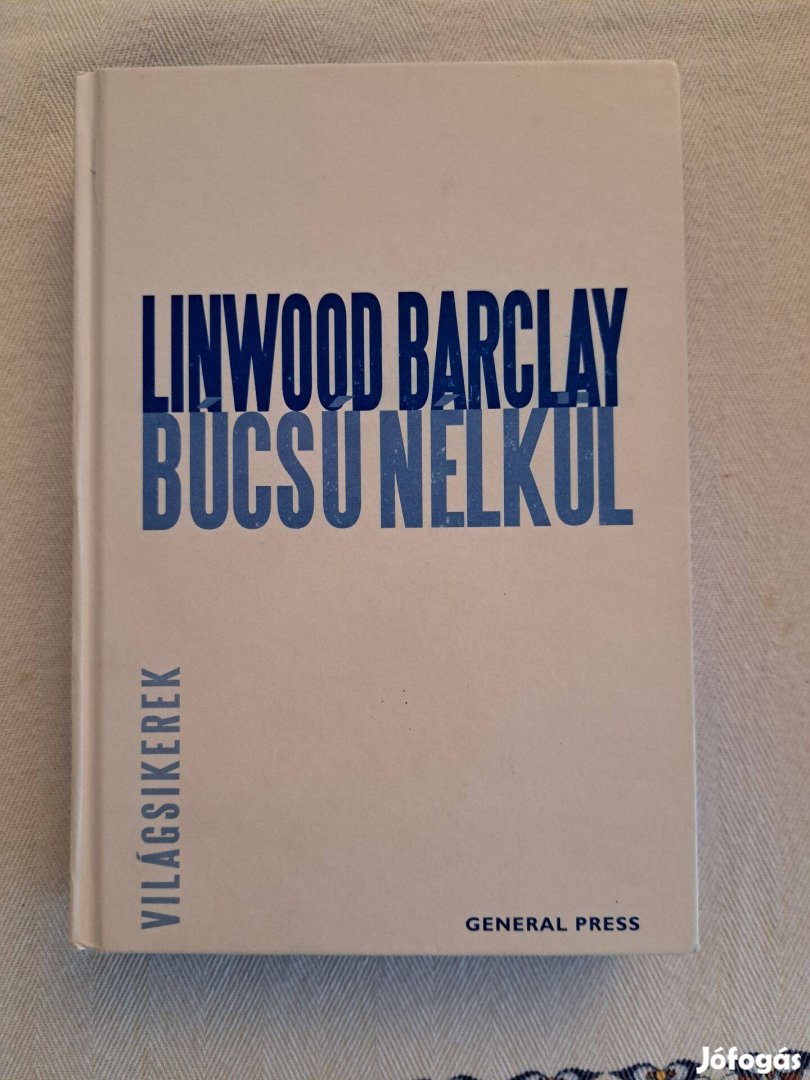 LINWOOD BARCLAY
BÚCSÚ NÉLKÜL
VILÁGSIKEREK
GENERAL PRESS
Jófogás